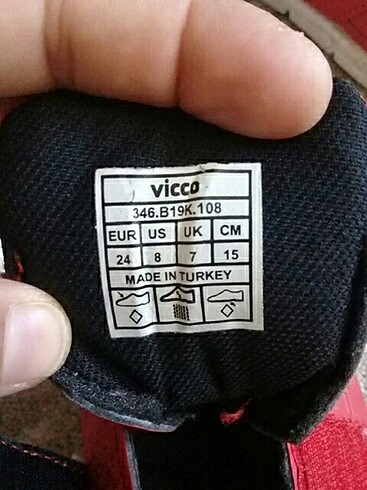 vicco
346.B19K.108
EUR US UK CM
24 8 7 15
MADE IN TURKEY